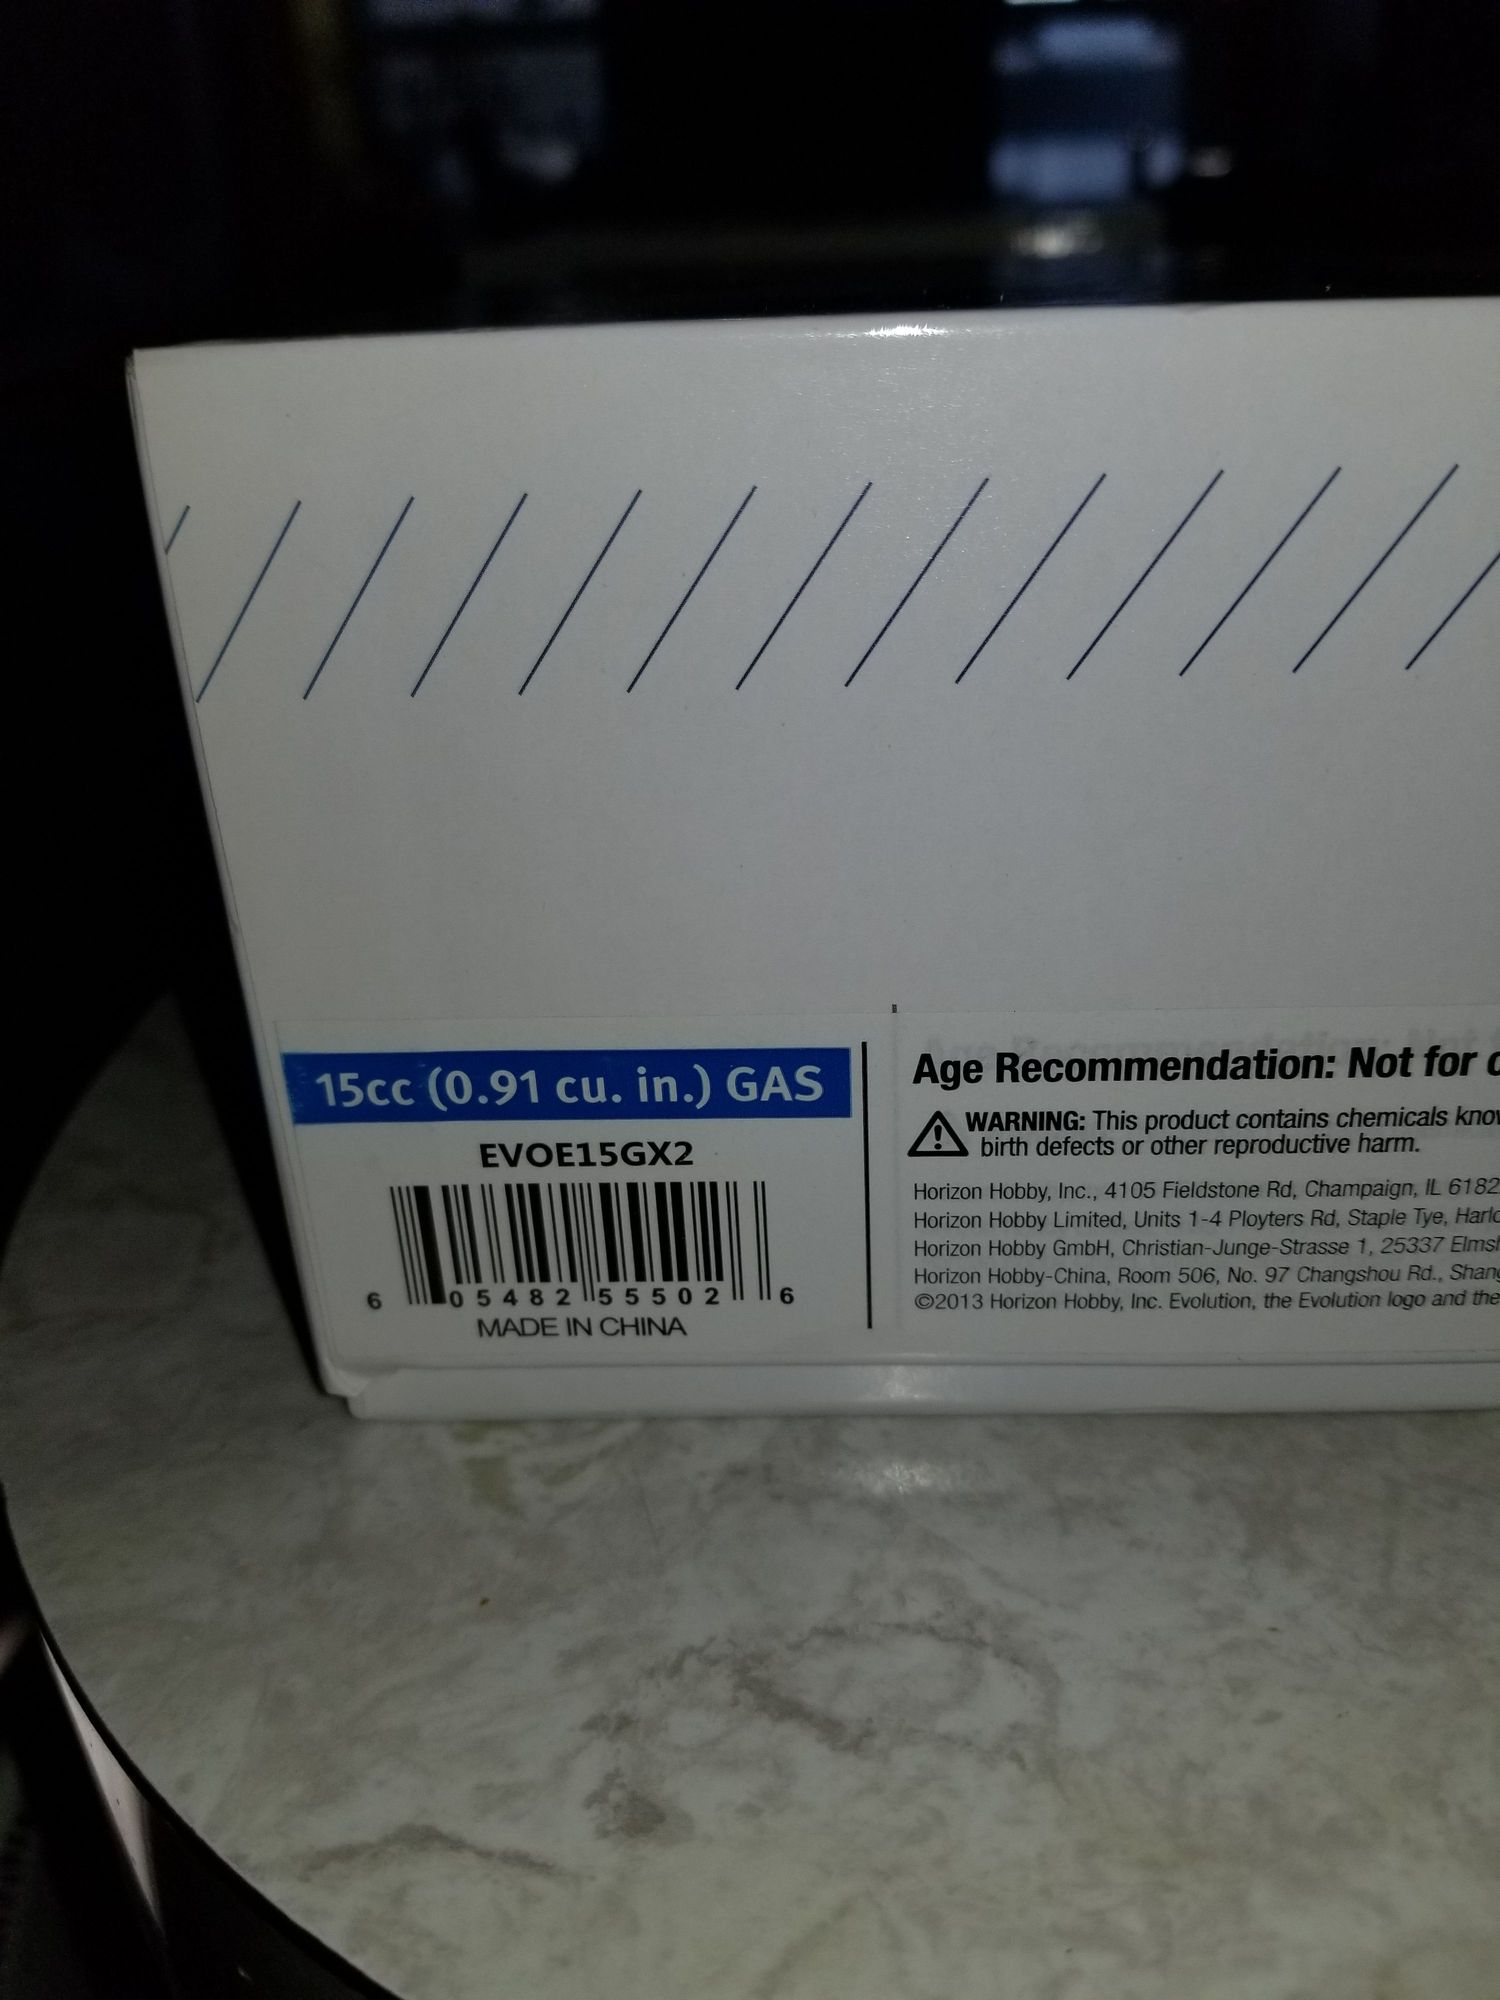 15cc (0.91 cu. in.) GAS
EVOE15GX2
6 05482 55502 6
MADE IN CHINA
Age Recommendation: Not for
WARNING: This product contains chemicals
birth defects or other reproductive harm.
Horizon Hobby, Inc., 4105 Fieldstone Rd, Champaign, IL
Horizon Hobby Limited, Units 1-4 Ployters Rd, Staple Tye,
Horizon Hobby GmbH, Christian-Junge-Strasse 1, 25337
Horizon Hobby-China, Room 506, No. 97 Changshou Rd.,
©2013 Horizon Hobby, Inc. Evolution, the Evolution logo and the